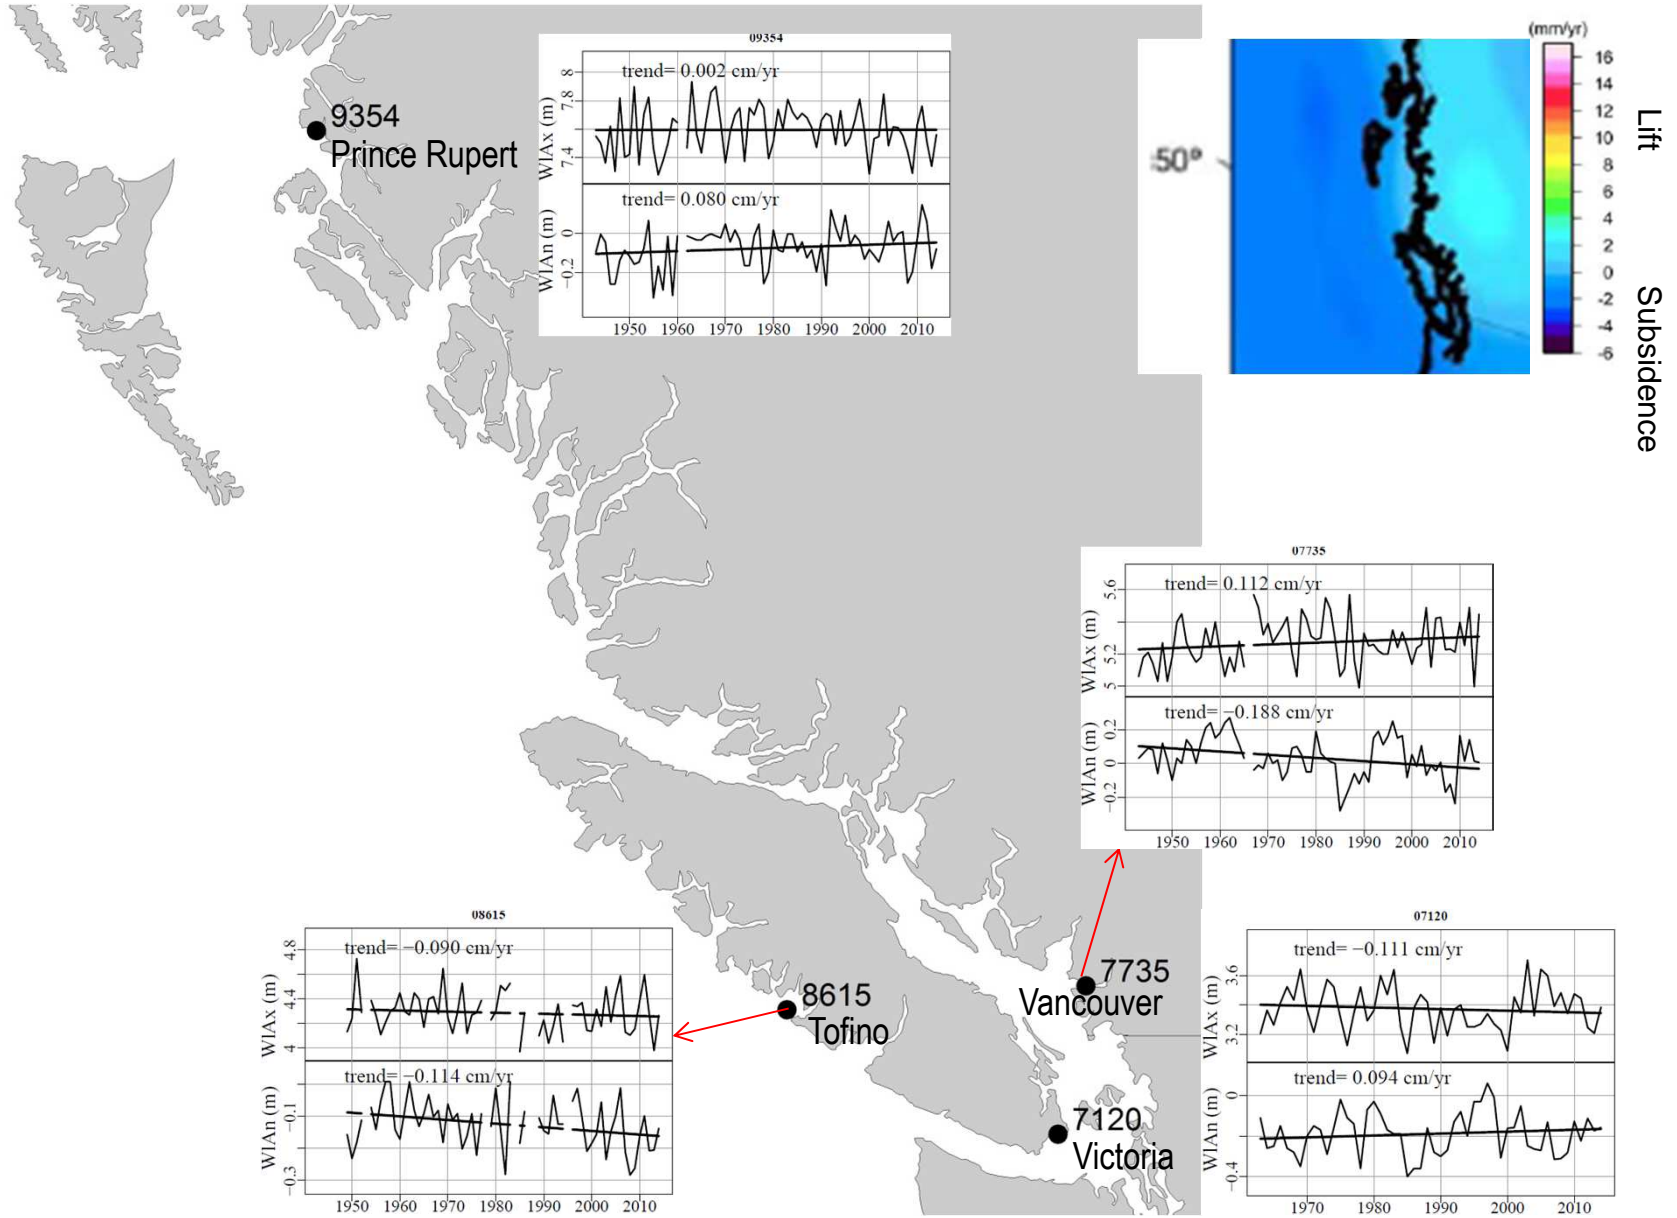 09354
trend= 0.002 cm/yr
WlAx (m)
8
7.8
7.4
trend= 0.080 cm/yr
WlAn (m)
0
−0.2
1950 1960 1970 1980 1990 2000 2010
9354
Prince Rupert
(mm/yr)
16
14
12
10
8
6
4
2
0
-2
-4
-6
Lift
Subsidence
50°
07735
trend= 0.112 cm/yr
WlAx (m)
5.6
5.2
5
trend= −0.188 cm/yr
WlAn (m)
0.2
0
−0.2
1950 1960 1970 1980 1990 2000 2010
08615
trend= −0.090 cm/yr
WlAx (m)
4.8
4.4
4
trend= −0.114 cm/yr
WlAn (m)
−0.1
−0.3
1950 1960 1970 1980 1990 2000 2010
8615
Tofino
7735
Vancouver
7120
Victoria
07120
trend= −0.111 cm/yr
WlAx (m)
3.6
3.2
trend= 0.094 cm/yr
WlAn (m)
0
−0.4
1970 1980 1990 2000 2010